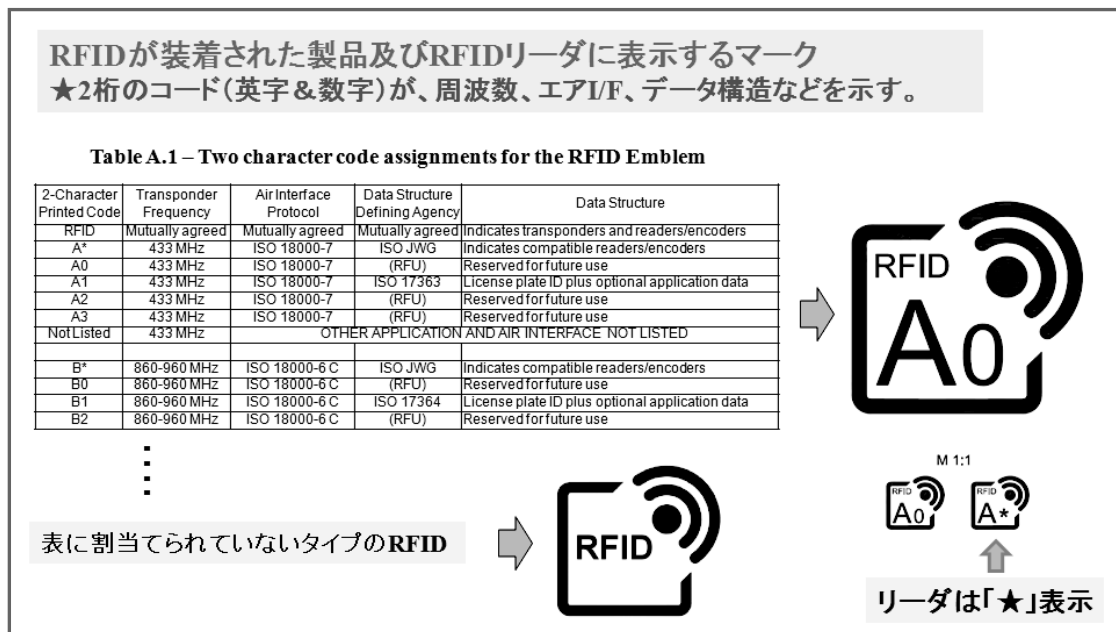 RFIDが装着された製品及びRFIDリーダに表示するマーク
★2桁のコード（英字＆数字）が、周波数、エアI/F、データ構造などを示す。
Table A.1 – Two character code assignments for the RFID Emblem
2-Character Printed Code Transponder Frequency Air Interface Protocol Data Structure Defining Agency Data Structure
RFID Mutually agreed Mutually agreed Mutually agreed Indicates transponders and readers/encoders
A* 433 MHz ISO 18000-7 ISO JWG Indicates compatible readers/encoders
A0 433 MHz ISO 18000-7 (RFU) Reserved for future use
A1 433 MHz ISO 18000-7 ISO 17363 License plate ID plus optional application data
A2 433 MHz ISO 18000-7 (RFU) Reserved for future use
A3 433 MHz ISO 18000-7 (RFU) Reserved for future use
Not Listed 433 MHz OTHER APPLICATION AND AIR INTERFACE NOT LISTED
B* 860-960 MHz ISO 18000-6 C ISO JWG Indicates compatible readers/encoders
B0 860-960 MHz ISO 18000-6 C (RFU) Reserved for future use
B1 860-960 MHz ISO 18000-6 C ISO 17364 License plate ID plus optional application data
B2 860-960 MHz ISO 18000-6 C (RFU) Reserved for future use
RFID
A0
M 1:1
RFID RFID
A0 A*
表に割当てられていないタイプのRFID
RFID
リーダは「★」表示